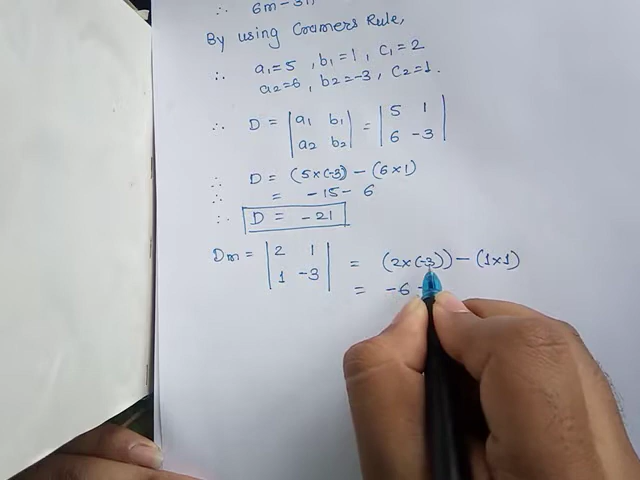 ∴ 6m - 3n,
By using Cramers Rule,
∴ a₁=5 , b₁=1 , c₁=2
a₂=6 , b₂=-3 , c₂=1.
∴ D = | a₁ b₁ | = | 5 1 |
| a₂ b₂ | | 6 -3 |
∴ D = (5×(-3)) - (6×1)
∴ = -15 - 6
∴ D = -21
Dm = | 2 1 | = (2×(-3)) - (1×1)
| 1 -3 | = -6 -